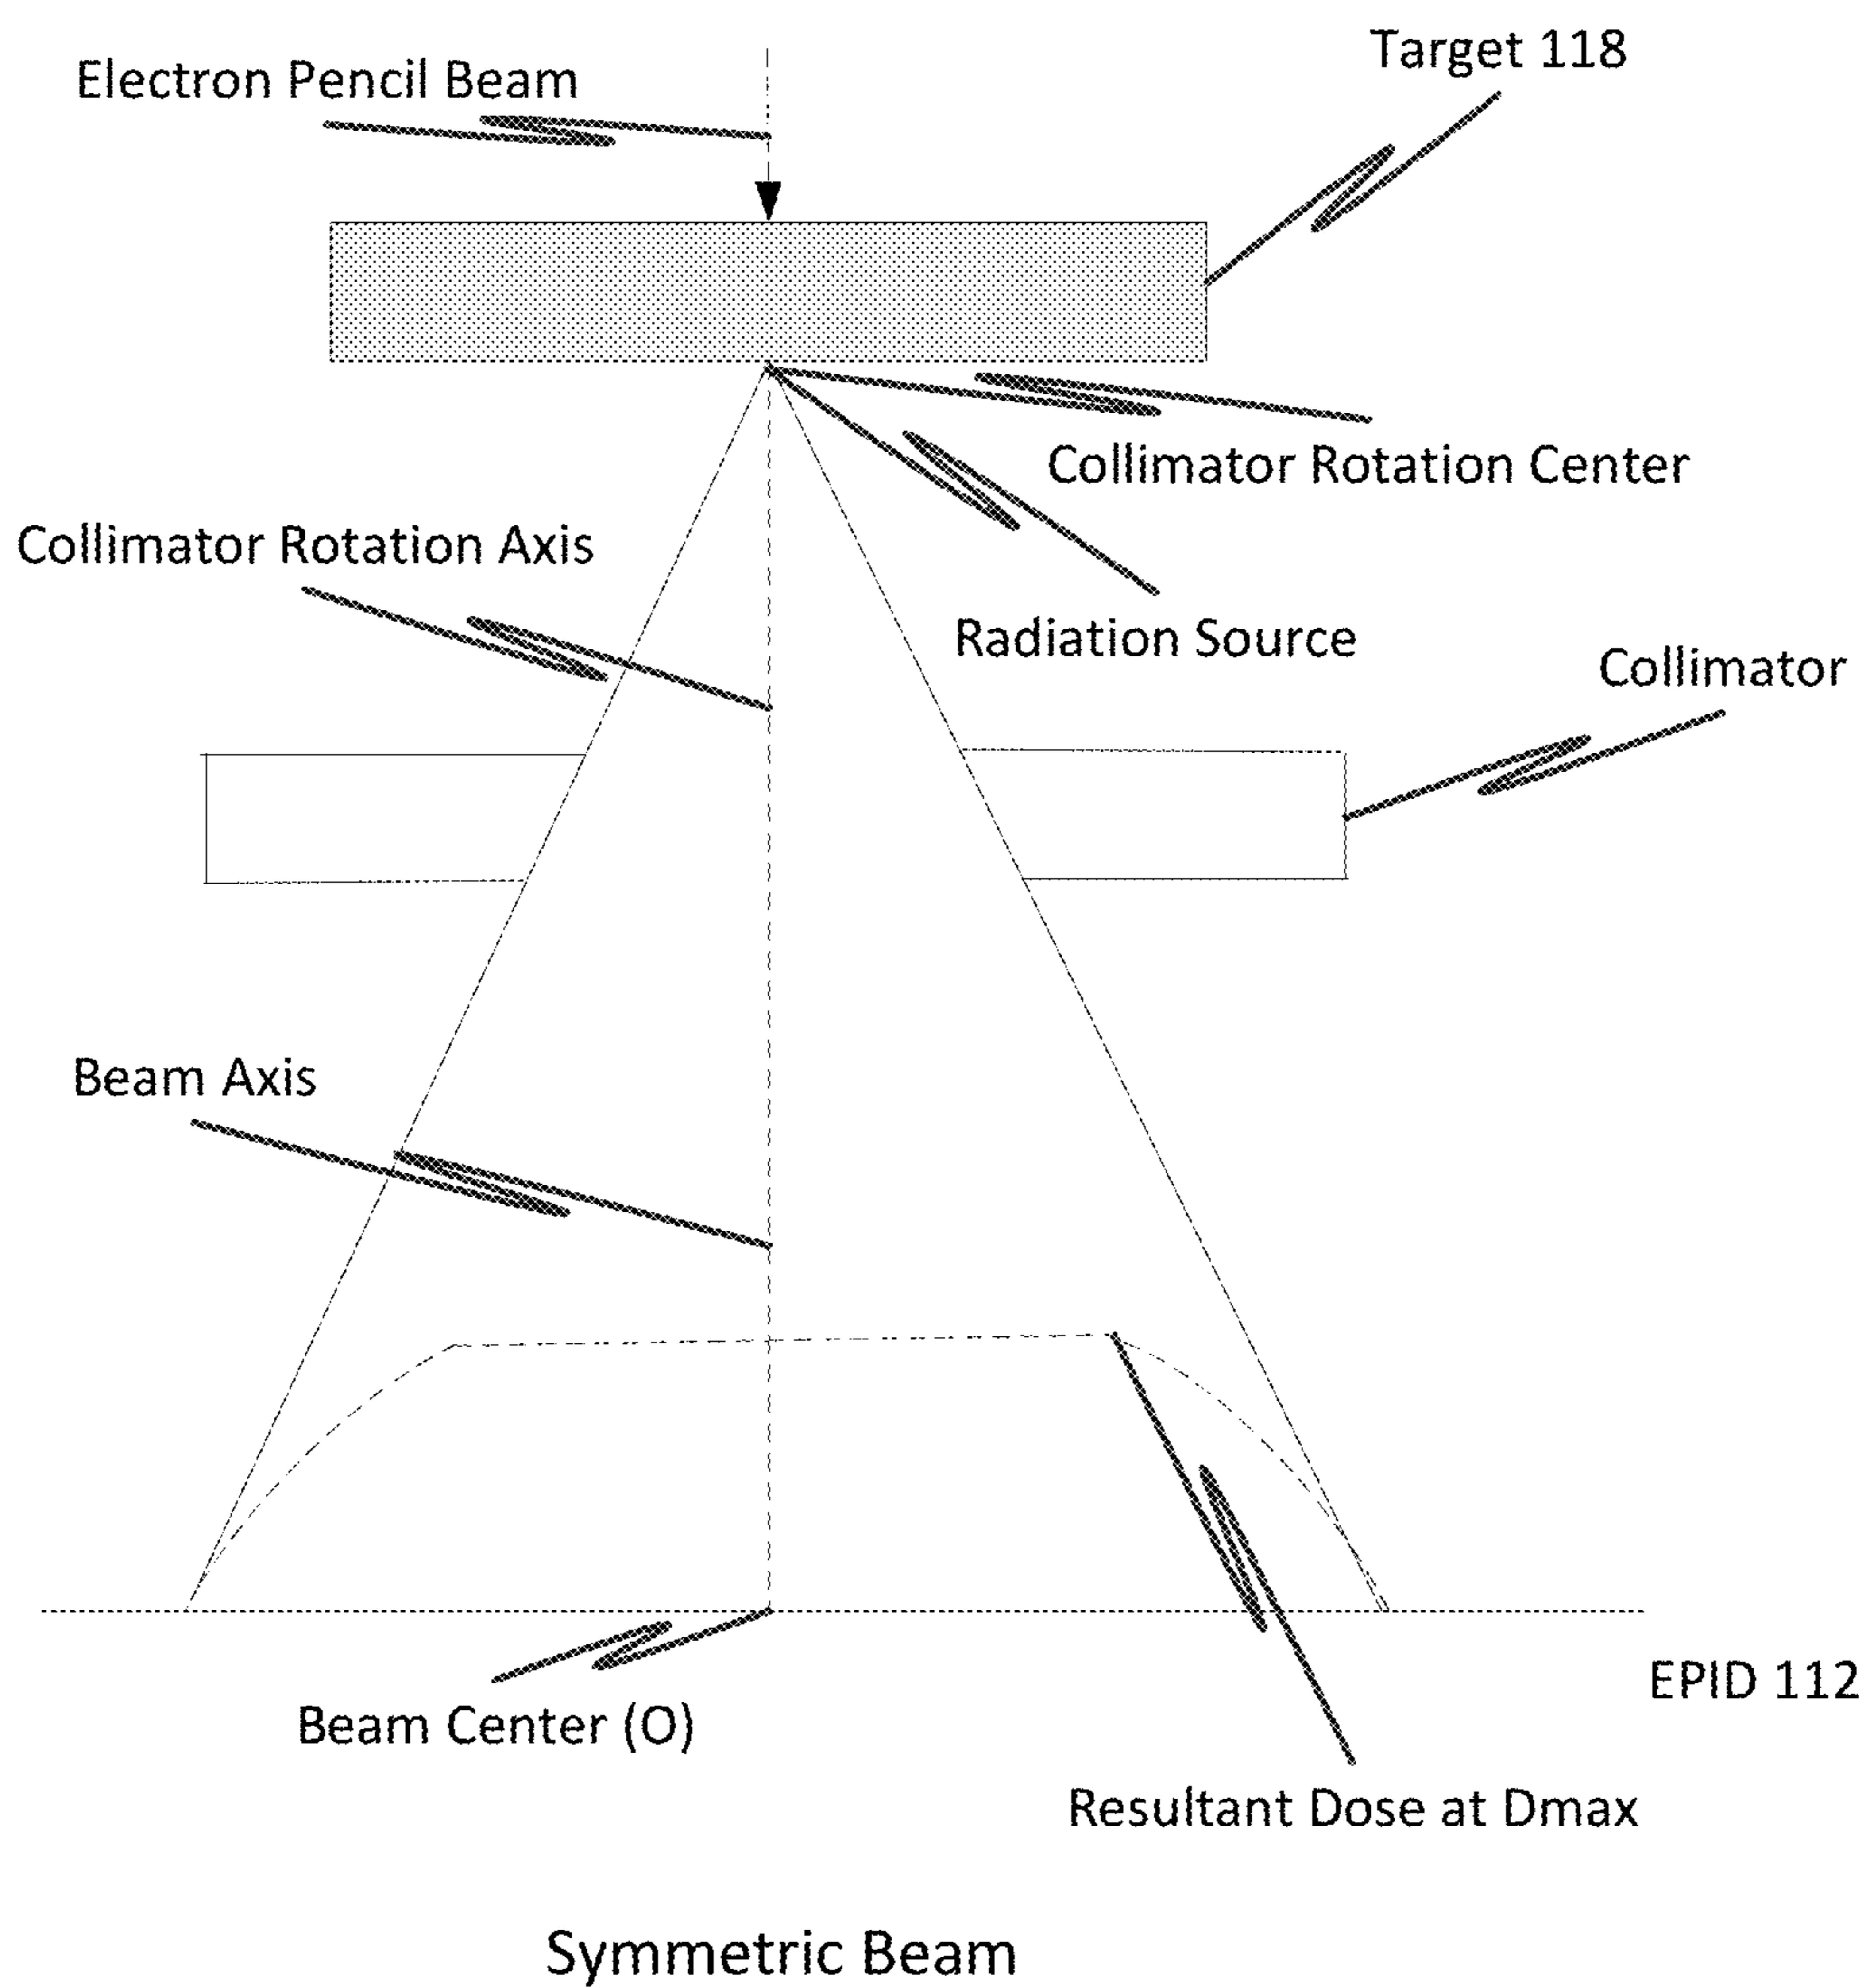 Target 118
Electron Pencil Beam
Collimator Rotation Center
Collimator Rotation Axis
Radiation Source
Collimator
Beam Axis
EPID 112
Beam Center (O)
Resultant Dose at Dmax
Symmetric Beam